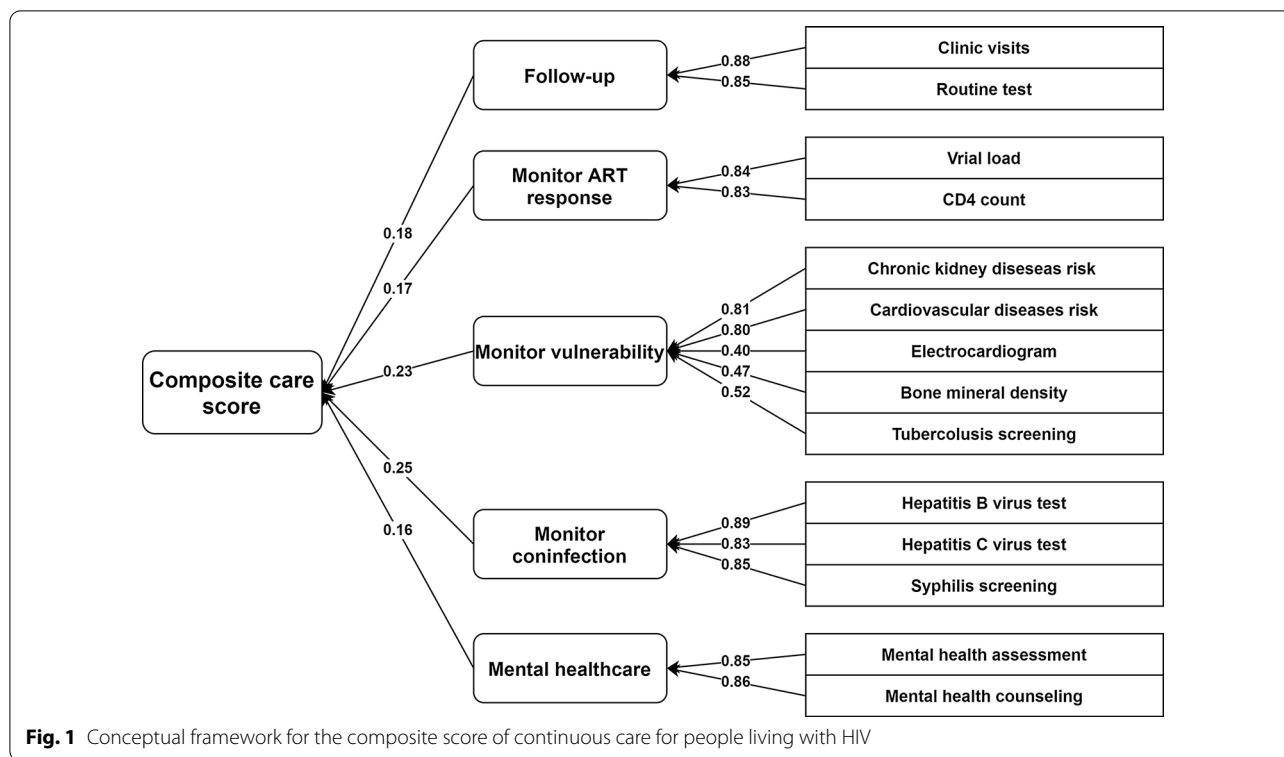 Clinic visits
0.88
Follow-up
0.85
Routine test
Vrial load
0.84
Monitor ART
response
0.83
CD4 count
0.18
0.17
Chronic kidney diseseas risk
0.81
Cardiovascular diseases risk
0.80
Monitor vulnerability
0.40
Electrocardiogram
0.23
0.47
Bone mineral density
0.52
Tubercolusis screening
Composite care
score
0.25
0.16
Hepatitis B virus test
0.89
Monitor
coninfection
0.83
Hepatitis C virus test
0.85
Syphilis screening
Mental healthcare
0.85
Mental health assessment
0.86
Mental health counseling
Fig. 1 Conceptual framework for the composite score of continuous care for people living with HIV